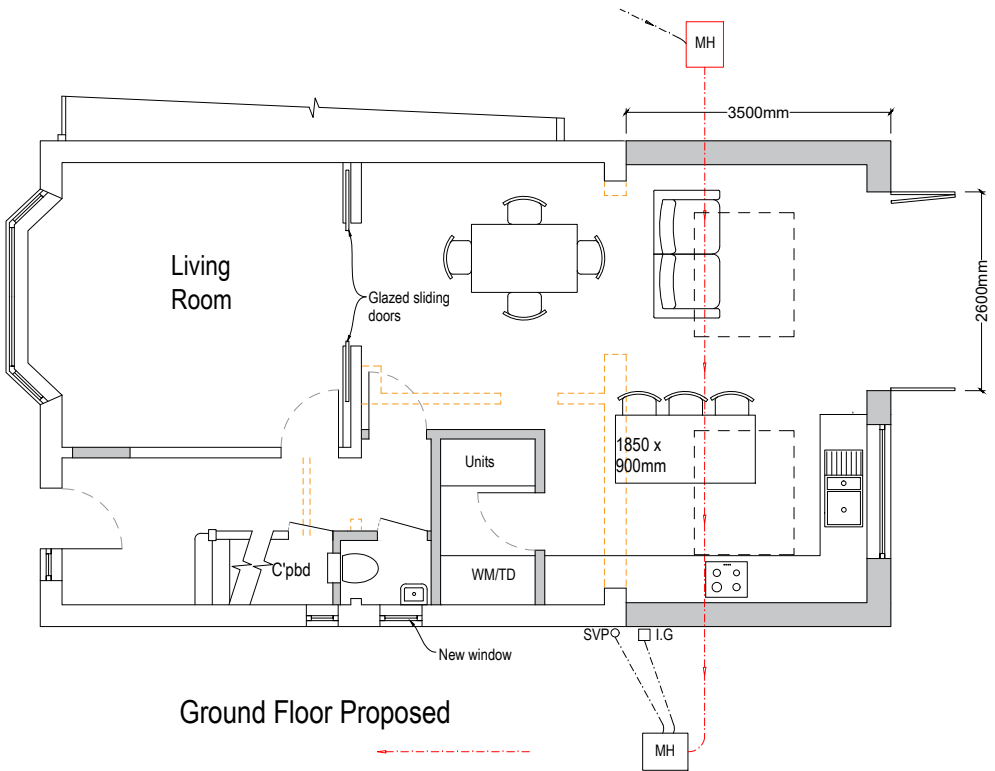 MH
3500mm
Living
Room
Glazed sliding
doors
2600mm
1850 x
900mm
Units
C'pbd
WM/TD
SVP
I.G
New window
Ground Floor Proposed
MH